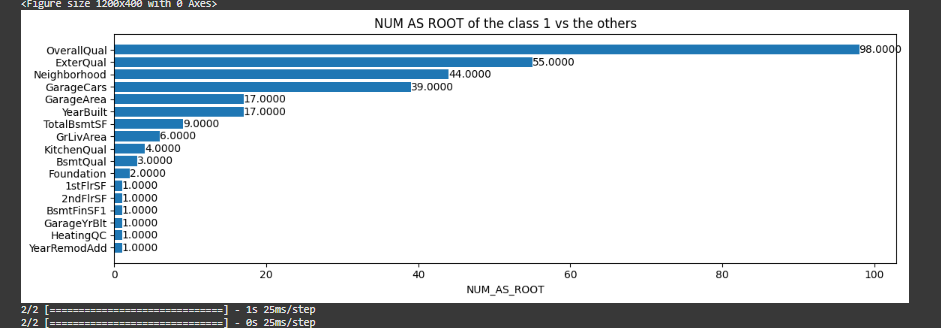 <Figure size 1200x400 with 0 Axes>
NUM AS ROOT of the class 1 vs the others
OverallQual 98.0000
ExterQual 55.0000
Neighborhood 44.0000
GarageCars 39.0000
GarageArea 17.0000
YearBuilt 17.0000
TotalBsmtSF 9.0000
GrLivArea 6.0000
KitchenQual 4.0000
BsmtQual 3.0000
Foundation 2.0000
1stFlrSF 1.0000
2ndFlrSF 1.0000
BsmtFinSF1 1.0000
GarageYrBlt 1.0000
HeatingQC 1.0000
YearRemodAdd 1.0000
0 20 40 60 80 100
NUM_AS_ROOT
2/2 [==============================] - 1s 25ms/step
2/2 [==============================] - 0s 25ms/step